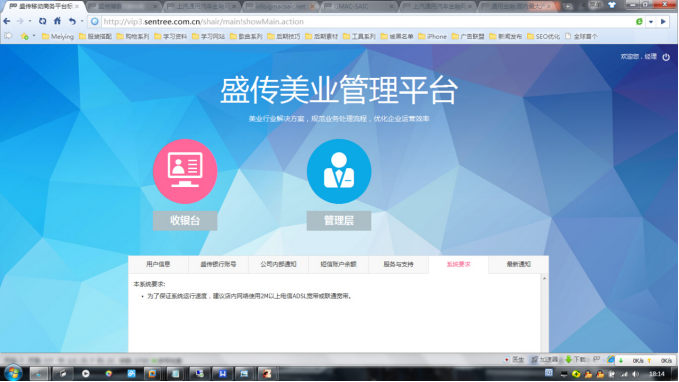 盛传移动商务平台标
http://vip3.sentree.com.cn/shair/main!showMain.action
Meiying 服装搭配 购物系列 学习资料 学习网站 歌曲系列 后期技巧 后期素材 工具系列 绘黑名单 iPhone 广告联盟 新闻发布 SEO优化 全球首个
欢迎您，经理
盛传美业管理平台
美业行业解决方案，规范业务处理流程，优化企业运营效率
收银台 管理层
用户信息 盛传银行账号 公司内部通知 短信账户余额 服务与支持 系统要求 最新通知
本系统要求:
为了保证系统运行速度，建议店内网络使用2M以上电信ADSL宽带或联通宽带。
医生 加速器 下载 0K/s 0K/s
18:14